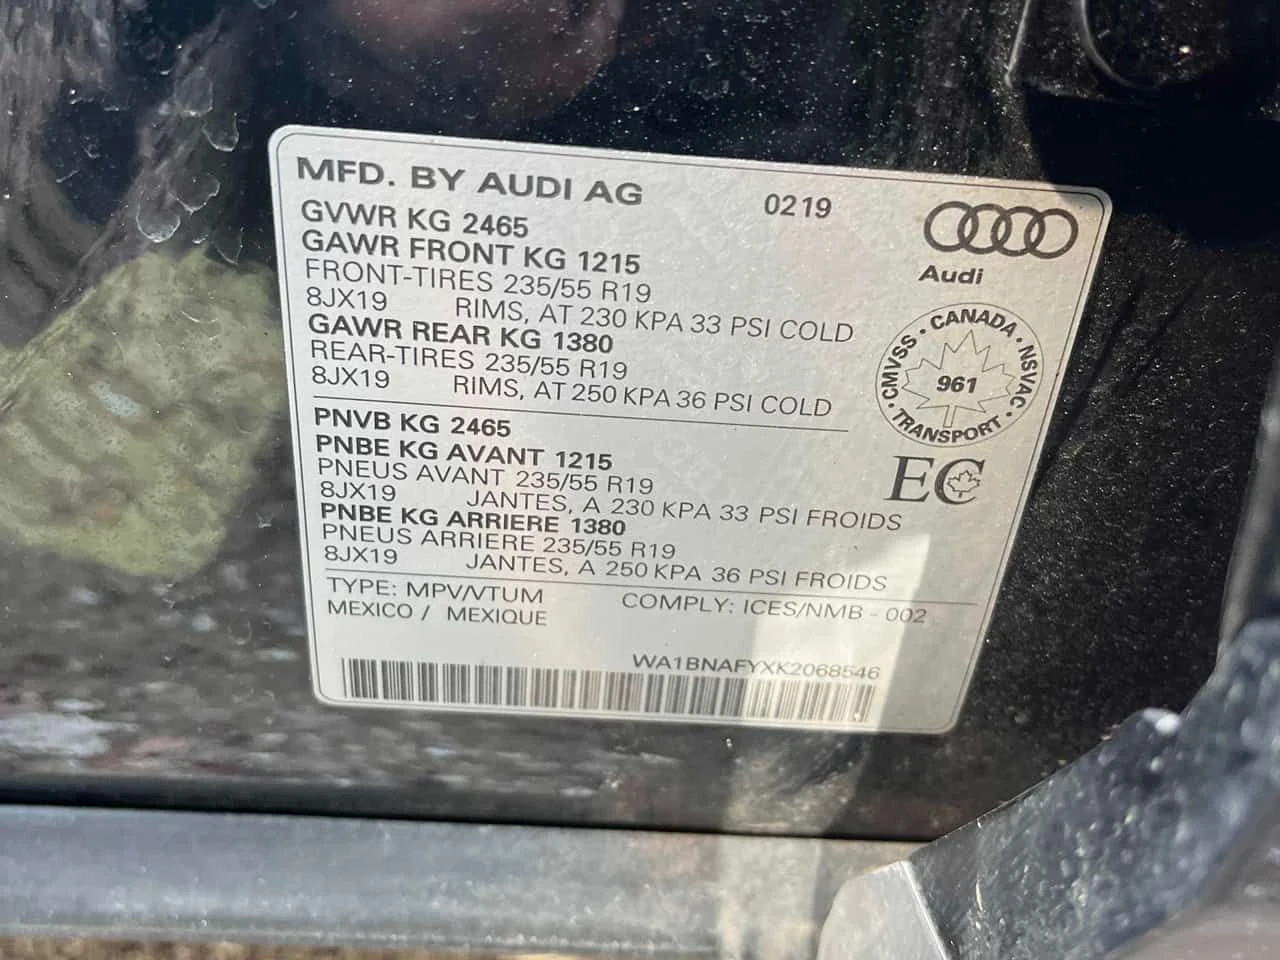 MFD. BY AUDI AG 0219
GVWR KG 2465
GAWR FRONT KG 1215
FRONT-TIRES 235/55 R19
8JX19 RIMS, AT 230 KPA 33 PSI COLD
GAWR REAR KG 1380
REAR-TIRES 235/55 R19
8JX19 RIMS, AT 250 KPA 36 PSI COLD
PNVB KG 2465
PNBE KG AVANT 1215
PNEUS AVANT 235/55 R19
8JX19 JANTES, A 230 KPA 33 PSI FROIDS
PNBE KG ARRIERE 1380
PNEUS ARRIERE 235/55 R19
8JX19 JANTES, A 250 KPA 36 PSI FROIDS
TYPE: MPV/VTUM COMPLY: ICES/NMB - 002
MEXICO / MEXIQUE
WA1BNAFYXK2068546
Audi
CMVSS • CANADA • NSVAC • TRANSPORT •
961
EC